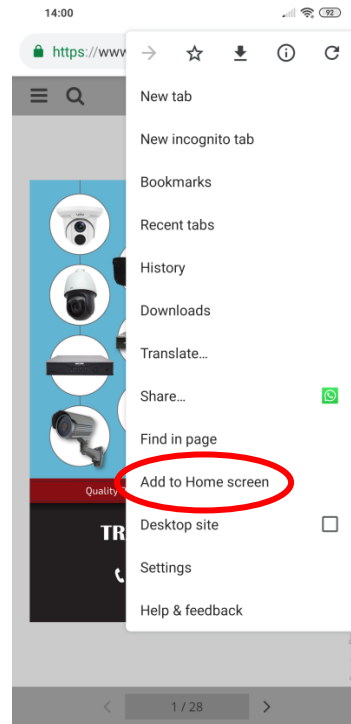 14:00
92
https://www
New tab
New incognito tab
Bookmarks
Recent tabs
History
Downloads
Translate...
Share...
Find in page
Add to Home screen
Quality
Desktop site
TR
Settings
Help & feedback
1 / 28